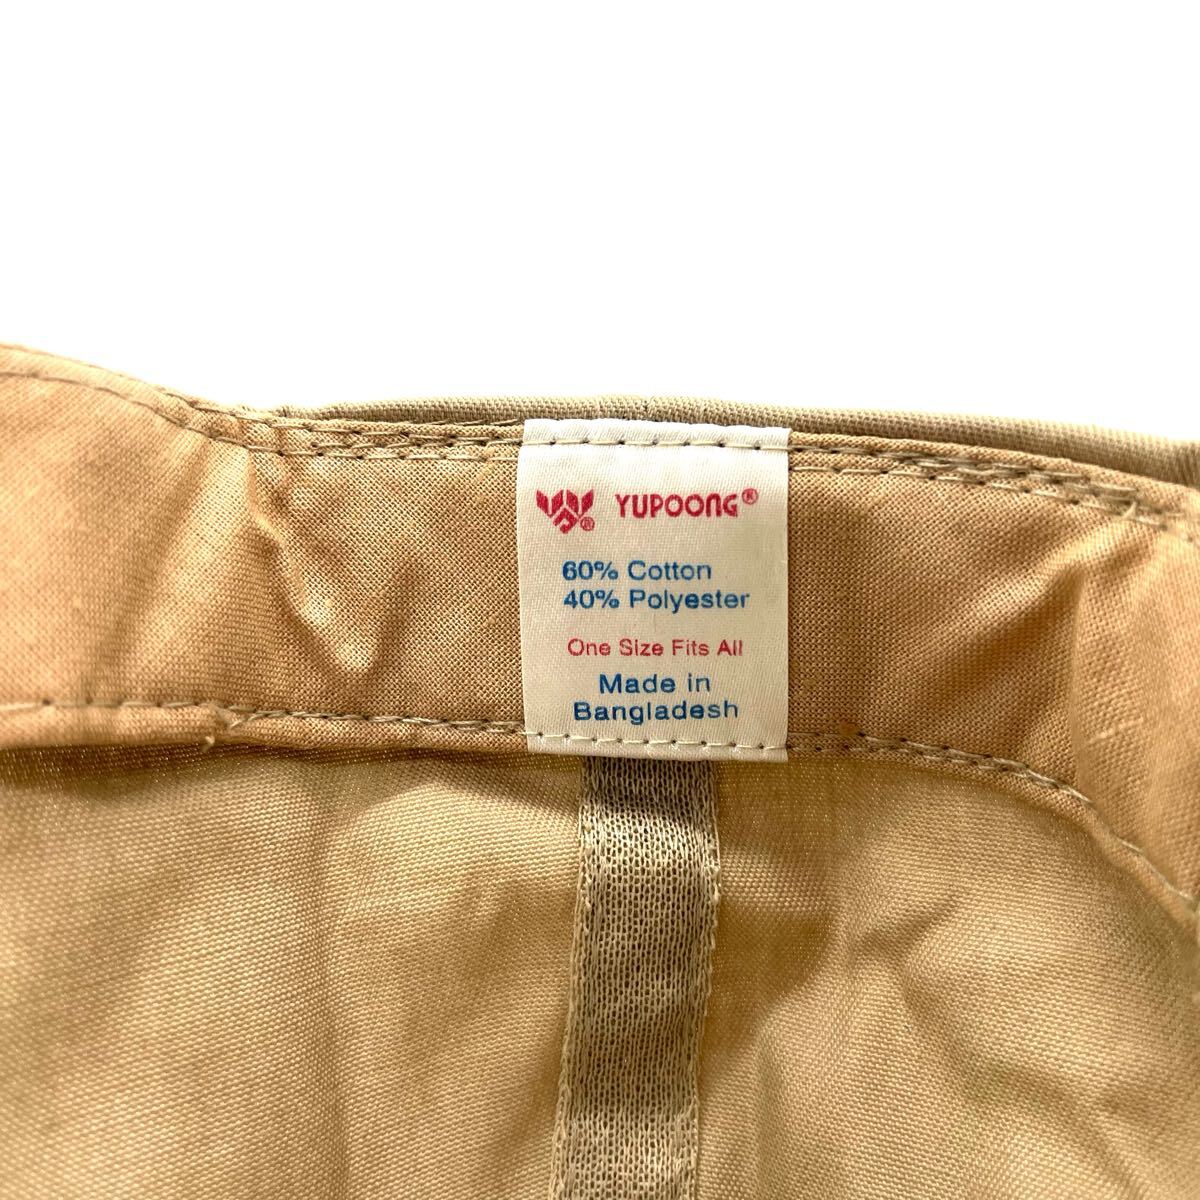 YUPOONG®
®
60% Cotton
40% Polyester
One Size Fits All
Made in
Bangladesh